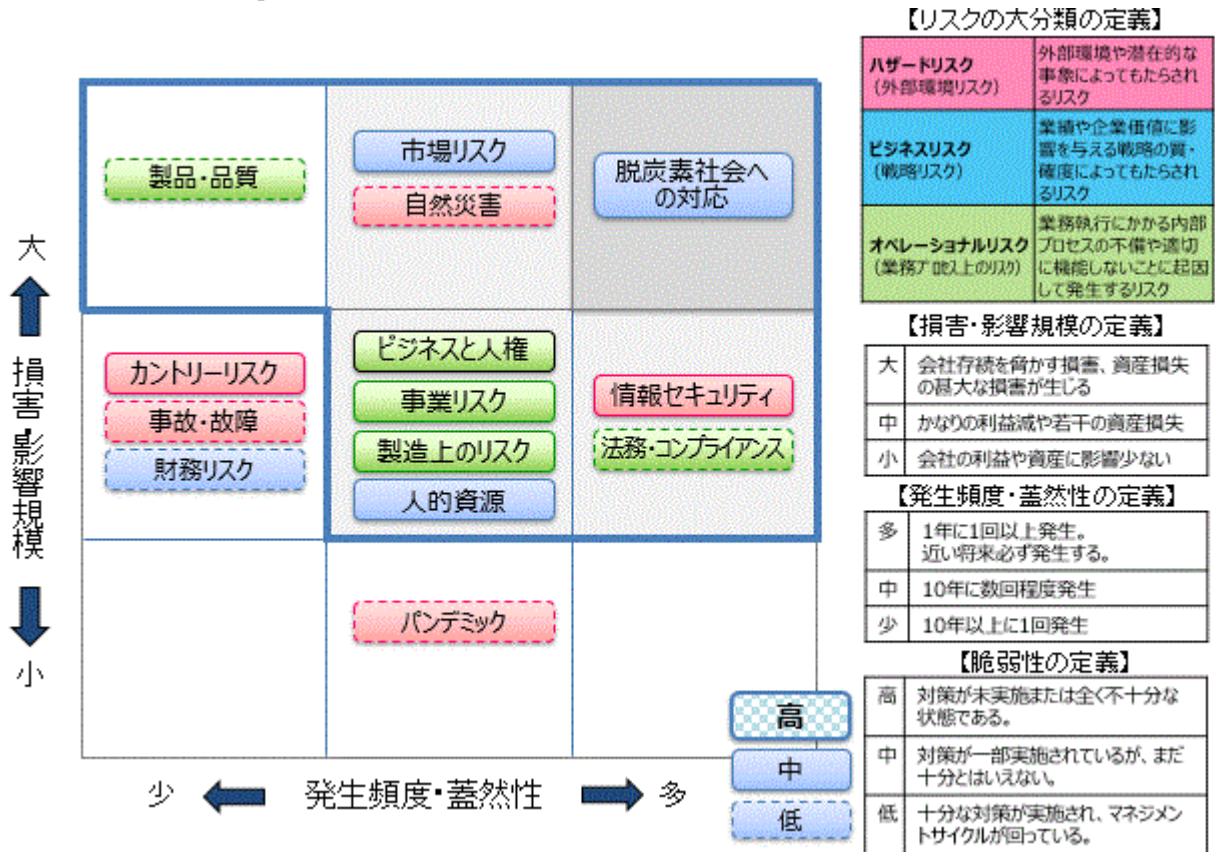 【リスクの大分類の定義】
ハザードリスク
(外部環境リスク)
外部環境や潜在的な
事象によってもたらされ
るリスク
ビジネスリスク
(戦略リスク)
業績や企業価値に影
響を与える戦略の質・
確度によってもたらされ
るリスク
オペレーショナルリスク
(業務プロセス上のリスク)
業務執行にかかる内部
プロセスの不備や適切
に機能しないことに起因
して発生するリスク
製品・品質
市場リスク
自然災害
脱炭素社会へ
の対応
大
損害・影響規模
小
カントリーリスク
事故・故障
財務リスク
ビジネスと人権
事業リスク
製造上のリスク
人的資源
情報セキュリティ
法務・コンプライアンス
パンデミック
高
中
低
少
発生頻度・蓋然性
多
【損害・影響規模の定義】
大 会社存続を脅かす損害、資産損失
の甚大な損害が生じる
中 かなりの利益減や若干の資産損失
小 会社の利益や資産に影響少ない
【発生頻度・蓋然性の定義】
多 1年に1回以上発生。
近い将来必ず発生する。
中 10年に数回程度発生
少 10年以上に1回発生
【脆弱性の定義】
高 対策が未実施または全く不十分な
状態である。
中 対策が一部実施されているが、まだ
十分とはいえない。
低 十分な対策が実施され、マネジメン
トサイクルが回っている。